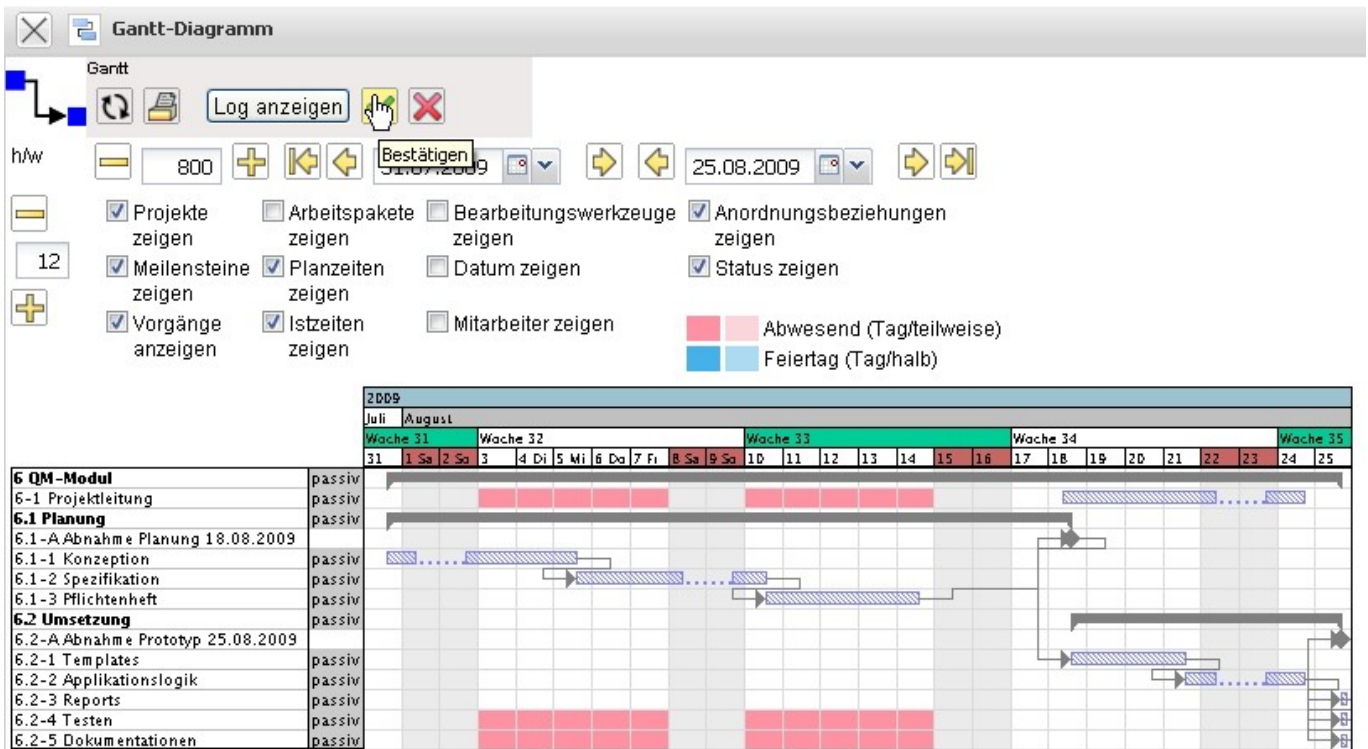 Gantt-Diagramm
Gantt
Log anzeigen
Bestätigen
h/w
800
31.07.2009
25.08.2009
12
Projekte zeigen
Arbeitspakete zeigen
Bearbeitungswerkzeuge zeigen
Anordnungsbeziehungen zeigen
Meilensteine zeigen
Planzeiten zeigen
Datum zeigen
Status zeigen
Vorgänge anzeigen
Istzeiten zeigen
Mitarbeiter zeigen
Abwesend (Tag/teilweise)
Feiertag (Tag/halb)
2009
Juli August
Woche 31 Woche 32 Woche 33 Woche 34 Woche 35
31 1 Sa 2 So 3 4 Di 5 Mi 6 Do 7 Fr 8 Sa 9 So 10 11 12 13 14 15 16 17 18 19 20 21 22 23 24 25
6 QM-Modul passiv
6-1 Projektleitung passiv
6.1 Planung passiv
6.1-A Abnahme Planung 18.08.2009
6.1-1 Konzeption passiv
6.1-2 Spezifikation passiv
6.1-3 Pflichtenheft passiv
6.2 Umsetzung passiv
6.2-A Abnahme Prototyp 25.08.2009
6.2-1 Templates passiv
6.2-2 Applikationslogik passiv
6.2-3 Reports passiv
6.2-4 Testen passiv
6.2-5 Dokumentationen passiv